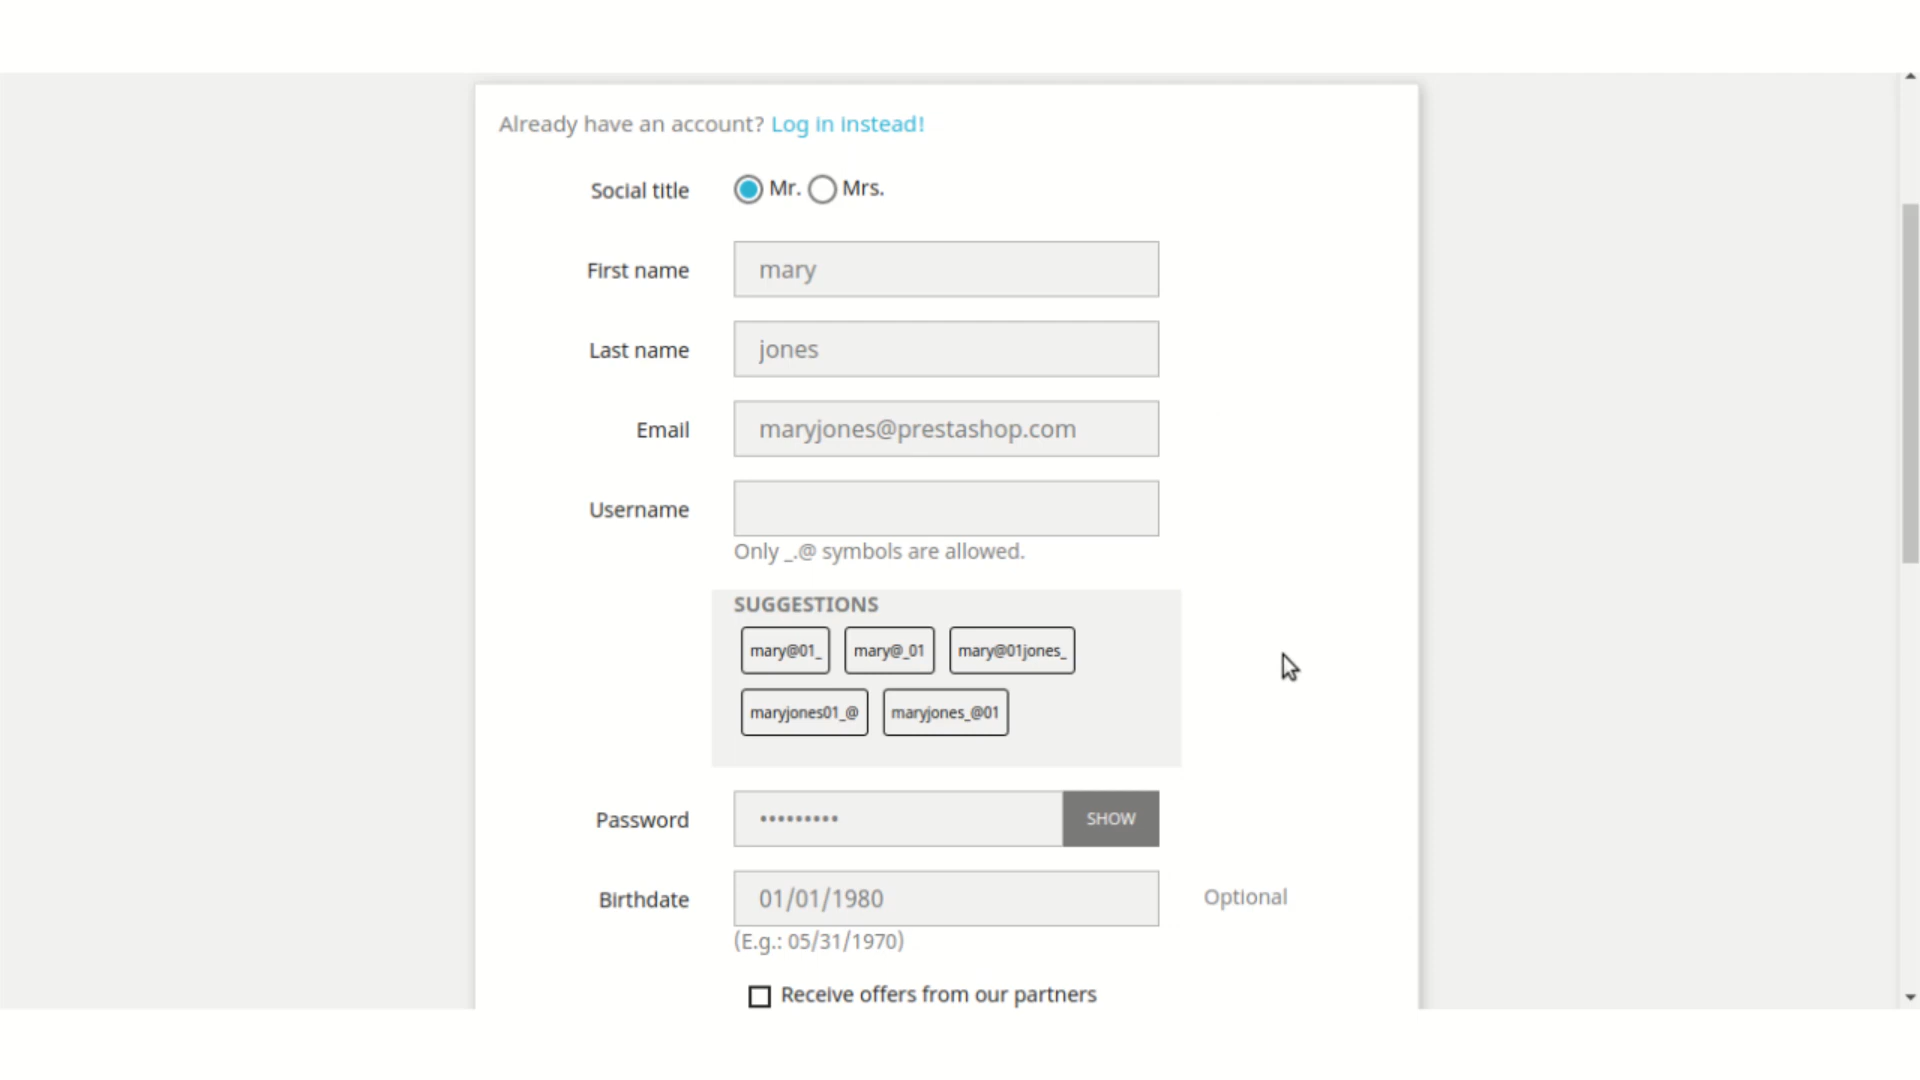 Already have an account? Log in instead!
Social title Mr. Mrs.
First name mary
Last name jones
Email maryjones@prestashop.com
Username
Only _.@ symbols are allowed.
SUGGESTIONS
mary@01_ mary@_01 mary@01jones_
maryjones01_@ maryjones_@01
Password ••••••••• SHOW
Birthdate 01/01/1980 Optional
(E.g.: 05/31/1970)
Receive offers from our partners